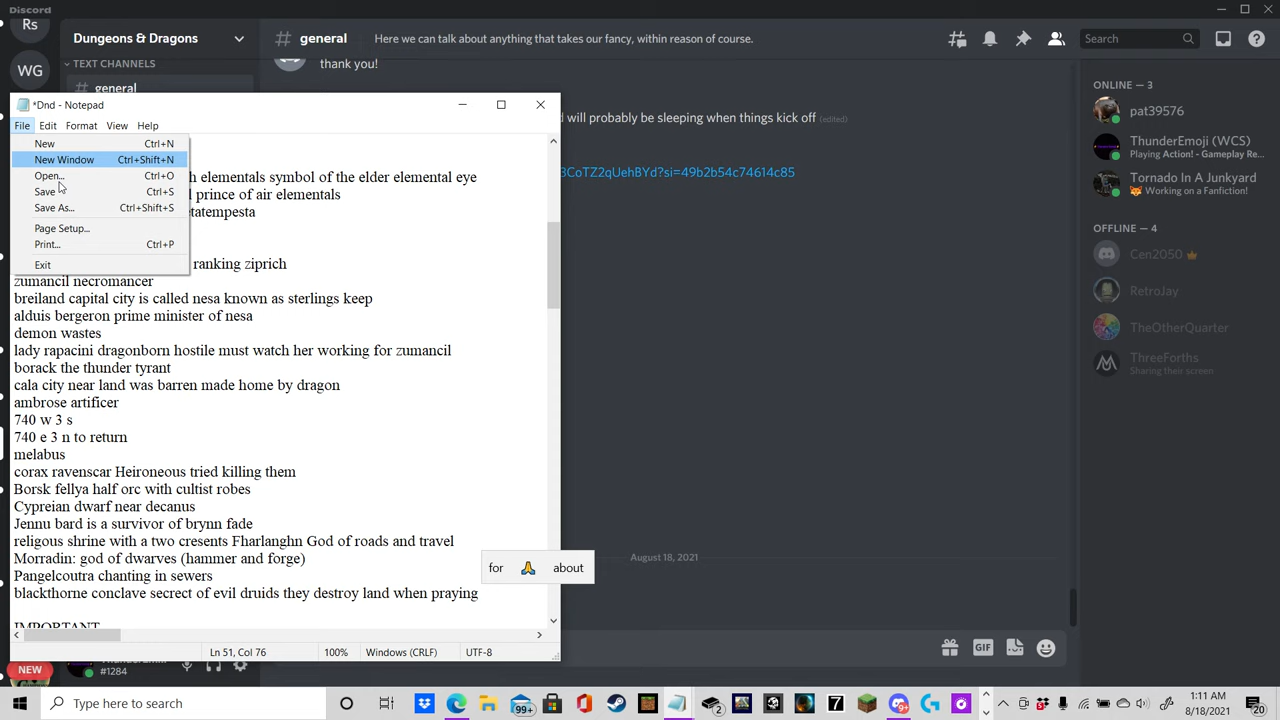 Discord
Rs
Dungeons & Dragons
general
Here we can talk about anything that takes our fancy, within reason of course.
Search
WG
TEXT CHANNELS
general
thank you!
ONLINE — 3
pat39576
ThunderEmoji (WCS)
Playing Action! - Gameplay Re...
Tornado In A Junkyard
🦊 Working on a Fanfiction!
OFFLINE — 4
Cen2050
RetroJay
TheOtherQuarter
ThreeForths
Sharing their screen
d will probably be sleeping when things kick off (edited)
3CoTZ2qUehBYd?si=49b2b54c74614c85
August 18, 2021
*Dnd - Notepad
File Edit Format View Help
New Ctrl+N
New Window Ctrl+Shift+N
Open... Ctrl+O
Save Ctrl+S
Save As... Ctrl+Shift+S
Page Setup...
Print... Ctrl+P
Exit
h elementals symbol of the elder elemental eye
prince of air elementals
etatempesta
ranking ziprich
zumancil necromancer
breiland capital city is called nesa known as sterlings keep
alduis bergeron prime minister of nesa
demon wastes
lady rapacini dragonborn hostile must watch her working for zumancil
borack the thunder tyrant
cala city near land was barren made home by dragon
ambrose artificer
740 w 3 s
740 e 3 n to return
melabus
corax ravenscar Heironeous tried killing them
Borsk fellya half orc with cultist robes
Cypreian dwarf near decanus
Jennu bard is a survivor of brynn fade
religous shrine with a two cresents Fharlanghn God of roads and travel
Morradin: god of dwarves (hammer and forge)
Pangelcoutra chanting in sewers
blackthorne conclave secrect of evil druids they destroy land when praying
IMPORTANT
for 🙏 about
Ln 51, Col 76 100% Windows (CRLF) UTF-8
NEW
#1284
GIF
Type here to search
99+
2
7
1:11 AM
8/18/2021
20